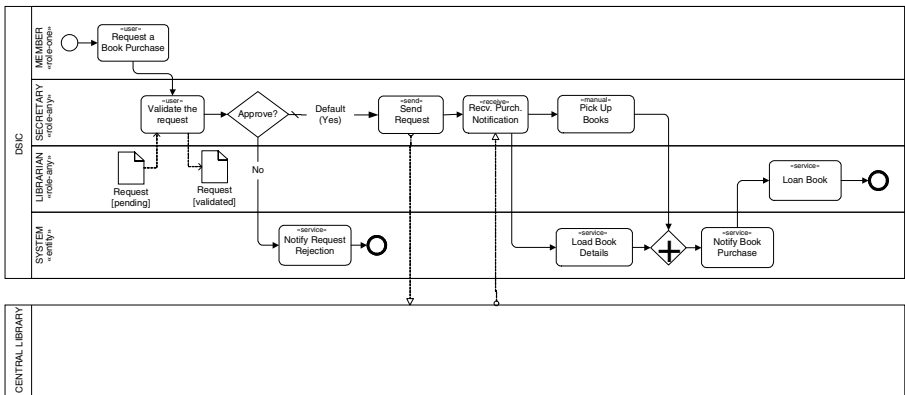 DSIC
MEMBER
«role-one»
«user»
Request a
Book Purchase
SECRETARY
«role-any»
«user»
Validate the
request
Approve?
Default
(Yes)
«send»
Send
Request
«receive»
Recv. Purch.
Notification
«manual»
Pick Up
Books
No
LIBRARIAN
«role-any»
Request
[pending]
Request
[validated]
«service»
Loan Book
SYSTEM
«entity»
«service»
Notify Request
Rejection
«service»
Load Book
Details
«service»
Notify Book
Purchase
CENTRAL LIBRARY